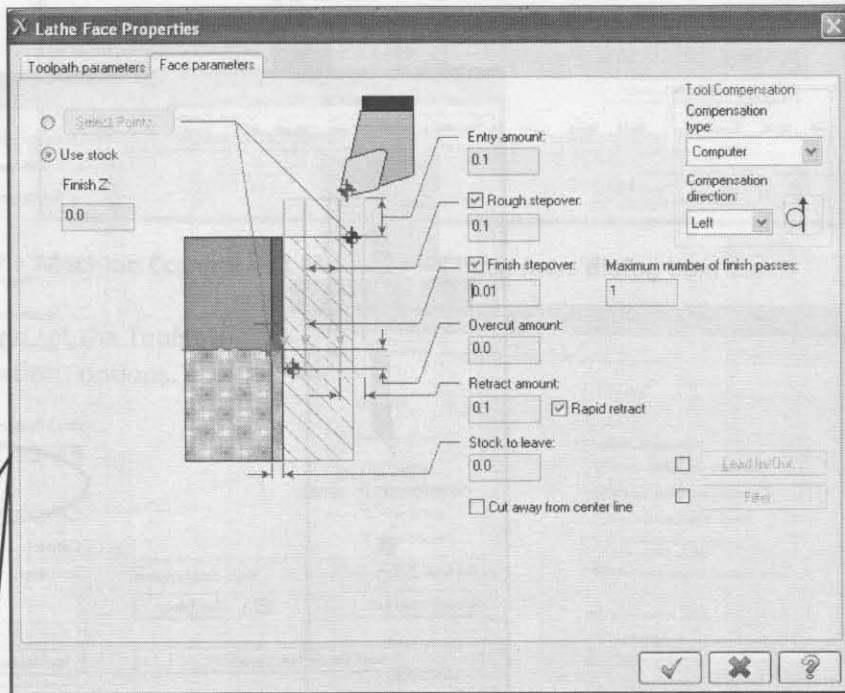 Lathe Face Properties
Toolpath parameters
Face parameters
Select Points
Use stock
Finish Z:
0.0
Entry amount:
0.1
Rough stepover:
0.1
Finish stepover:
0.01
Maximum number of finish passes:
1
Overcut amount:
0.0
Retract amount:
0.1
Rapid retract
Stock to leave:
0.0
Cut away from center line
Tool Compensation
Compensation
type:
Computer
Compensation
direction:
Left
Lead In/Out
Filter